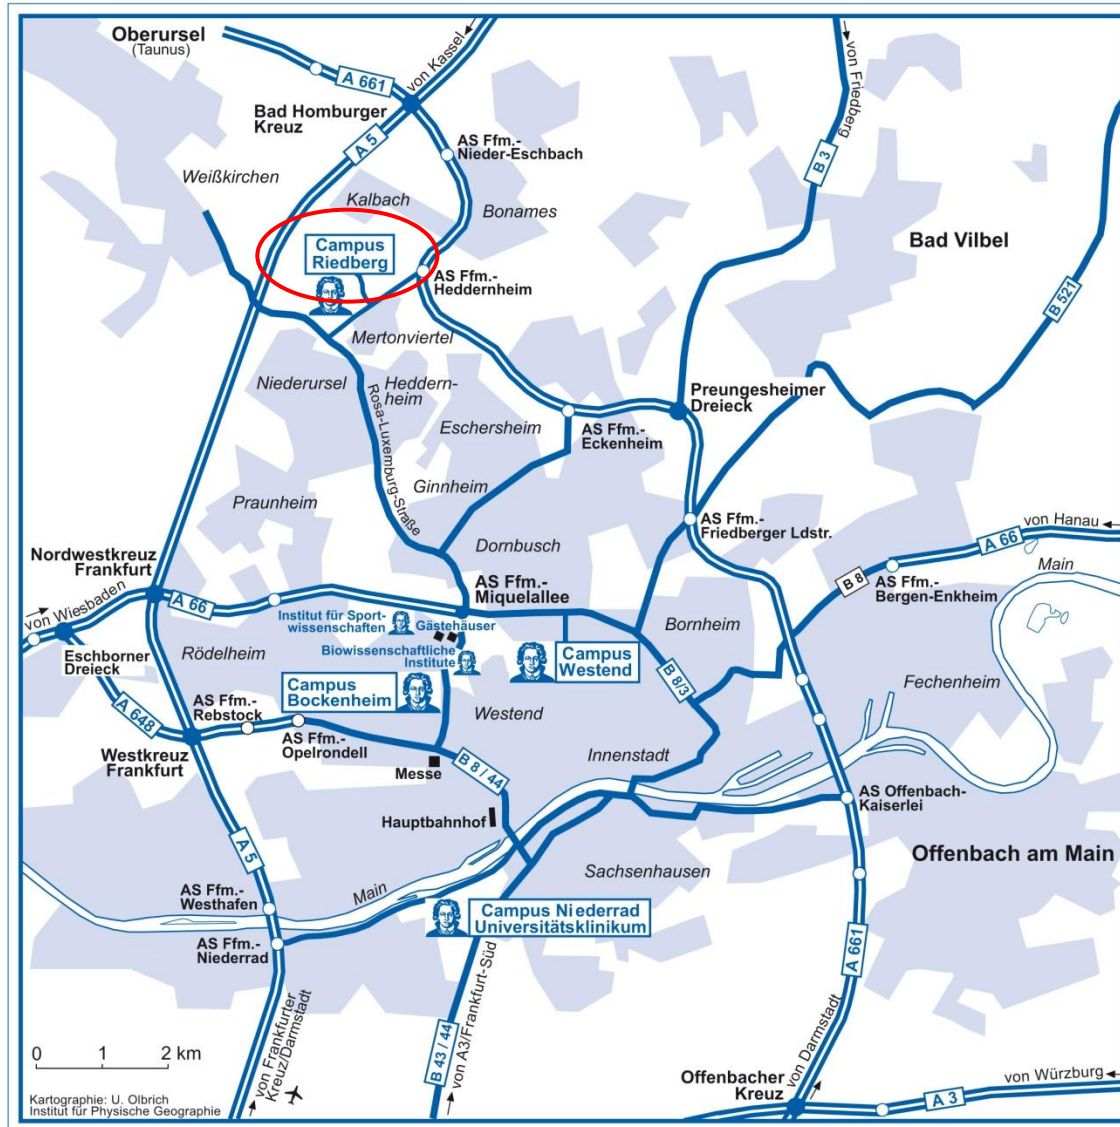 Oberursel
(Taunus)
A 661
von Kassel
von Friedberg
Bad Homburger
Kreuz
A 5
AS Ffm.-
Nieder-Eschbach
B 3
Weißkirchen
Kalbach
Bonames
Campus
Riedberg
Bad Vilbel
AS Ffm.-
Heddernheim
B 521
Mertonviertel
Niederursel
Heddern-
heim
Rosa-Luxemburg-Straße
Preungesheimer
Dreieck
Eschersheim
AS Ffm.-
Eckenheim
Ginnheim
Praunheim
AS Ffm.-
Friedberger Ldstr.
von Hanau
A 66
Dornbusch
Nordwestkreuz
Frankfurt
Main
B 8
AS Ffm.-
Bergen-Enkheim
AS Ffm.-
Miquelallee
von Wiesbaden
A 66
Institut für Sport-
wissenschaften
Gästehäuser
Bornheim
Eschborner
Dreieck
Rödelheim
Biowissenschaftliche
Institute
Campus
Westend
B 8/3
Fechenheim
Campus
Bockenheim
A 648
AS Ffm.-
Rebstock
Westend
AS Ffm.-
Opelrondell
Westkreuz
Frankfurt
Innenstadt
Messe
B 8 / 44
AS Offenbach-
Kaiserlei
Hauptbahnhof
A 5
Offenbach am Main
Sachsenhausen
Main
AS Ffm.-
Westhafen
Campus Niederrad
Universitätsklinikum
AS Ffm.-
Niederrad
A 661
von Frankfurter
Kreuz/Darmstadt
B 43 / 44
von A3/Frankfurt-Süd
von Darmstadt
0 1 2 km
Offenbacher
Kreuz
von Würzburg
A 3
Kartographie: U. Olbrich
Institut für Physische Geographie